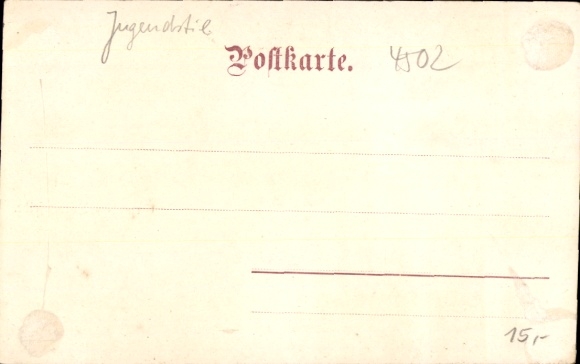 Jugendstil
Postkarte. 4502
15,-